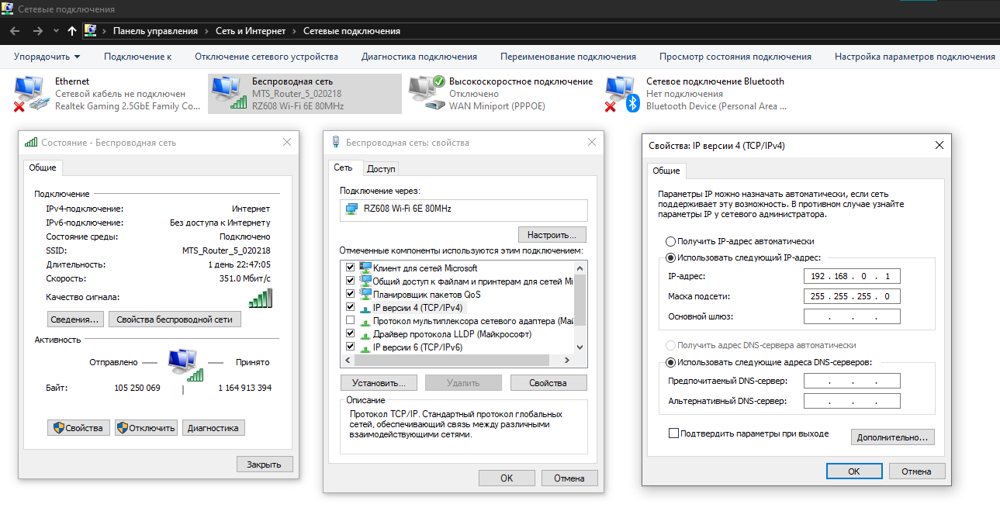 Сетевые подключения
Панель управления > Сеть и Интернет > Сетевые подключения
Упорядочить Подключение к Отключение сетевого устройства Диагностика подключения Переименование подключения Просмотр состояния подключения Настройка параметров подключения
Ethernet
Сетевой кабель не подключен
Realtek Gaming 2.5GbE Family Co...
Беспроводная сеть
MTS_Router_5_020218
RZ608 Wi-Fi 6E 80MHz
Высокоскоростное подключение
Отключено
WAN Miniport (PPPOE)
Сетевое подключение Bluetooth
Нет подключения
Bluetooth Device (Personal Area ...
Состояние - Беспроводная сеть
Общие
Подключение
IPv4-подключение: Интернет
IPv6-подключение: Без доступа к Интернету
Состояние среды: Подключено
SSID: MTS_Router_5_020218
Длительность: 1 день 22:47:05
Скорость: 351.0 Мбит/с
Качество сигнала:
Сведения... Свойства беспроводной сети
Активность
Отправлено Принято
Байт: 105 250 069 1 164 913 394
Свойства Отключить Диагностика
Закрыть
Беспроводная сеть: свойства
Сеть Доступ
Подключение через:
RZ608 Wi-Fi 6E 80MHz
Настроить...
Отмеченные компоненты используются этим подключением:
Клиент для сетей Microsoft
Общий доступ к файлам и принтерам для сетей Mi
Планировщик пакетов QoS
IP версии 4 (TCP/IPv4)
Протокол мультиплексора сетевого адаптера (Май
Драйвер протокола LLDP (Майкрософт)
IP версии 6 (TCP/IPv6)
Установить... Удалить Свойства
Описание
Протокол TCP/IP. Стандартный протокол глобальных
сетей, обеспечивающий связь между различными
взаимодействующими сетями.
OK Отмена
Свойства: IP версии 4 (TCP/IPv4)
Общие
Параметры IP можно назначать автоматически, если сеть
поддерживает эту возможность. В противном случае узнайте
параметры IP у сетевого администратора.
Получить IP-адрес автоматически
Использовать следующий IP-адрес:
IP-адрес: 192 . 168 . 0 . 1
Маска подсети: 255 . 255 . 255 . 0
Основной шлюз: . . .
Получить адрес DNS-сервера автоматически
Использовать следующие адреса DNS-серверов:
Предпочитаемый DNS-сервер: . . .
Альтернативный DNS-сервер: . . .
Подтвердить параметры при выходе
Дополнительно...
OK Отмена